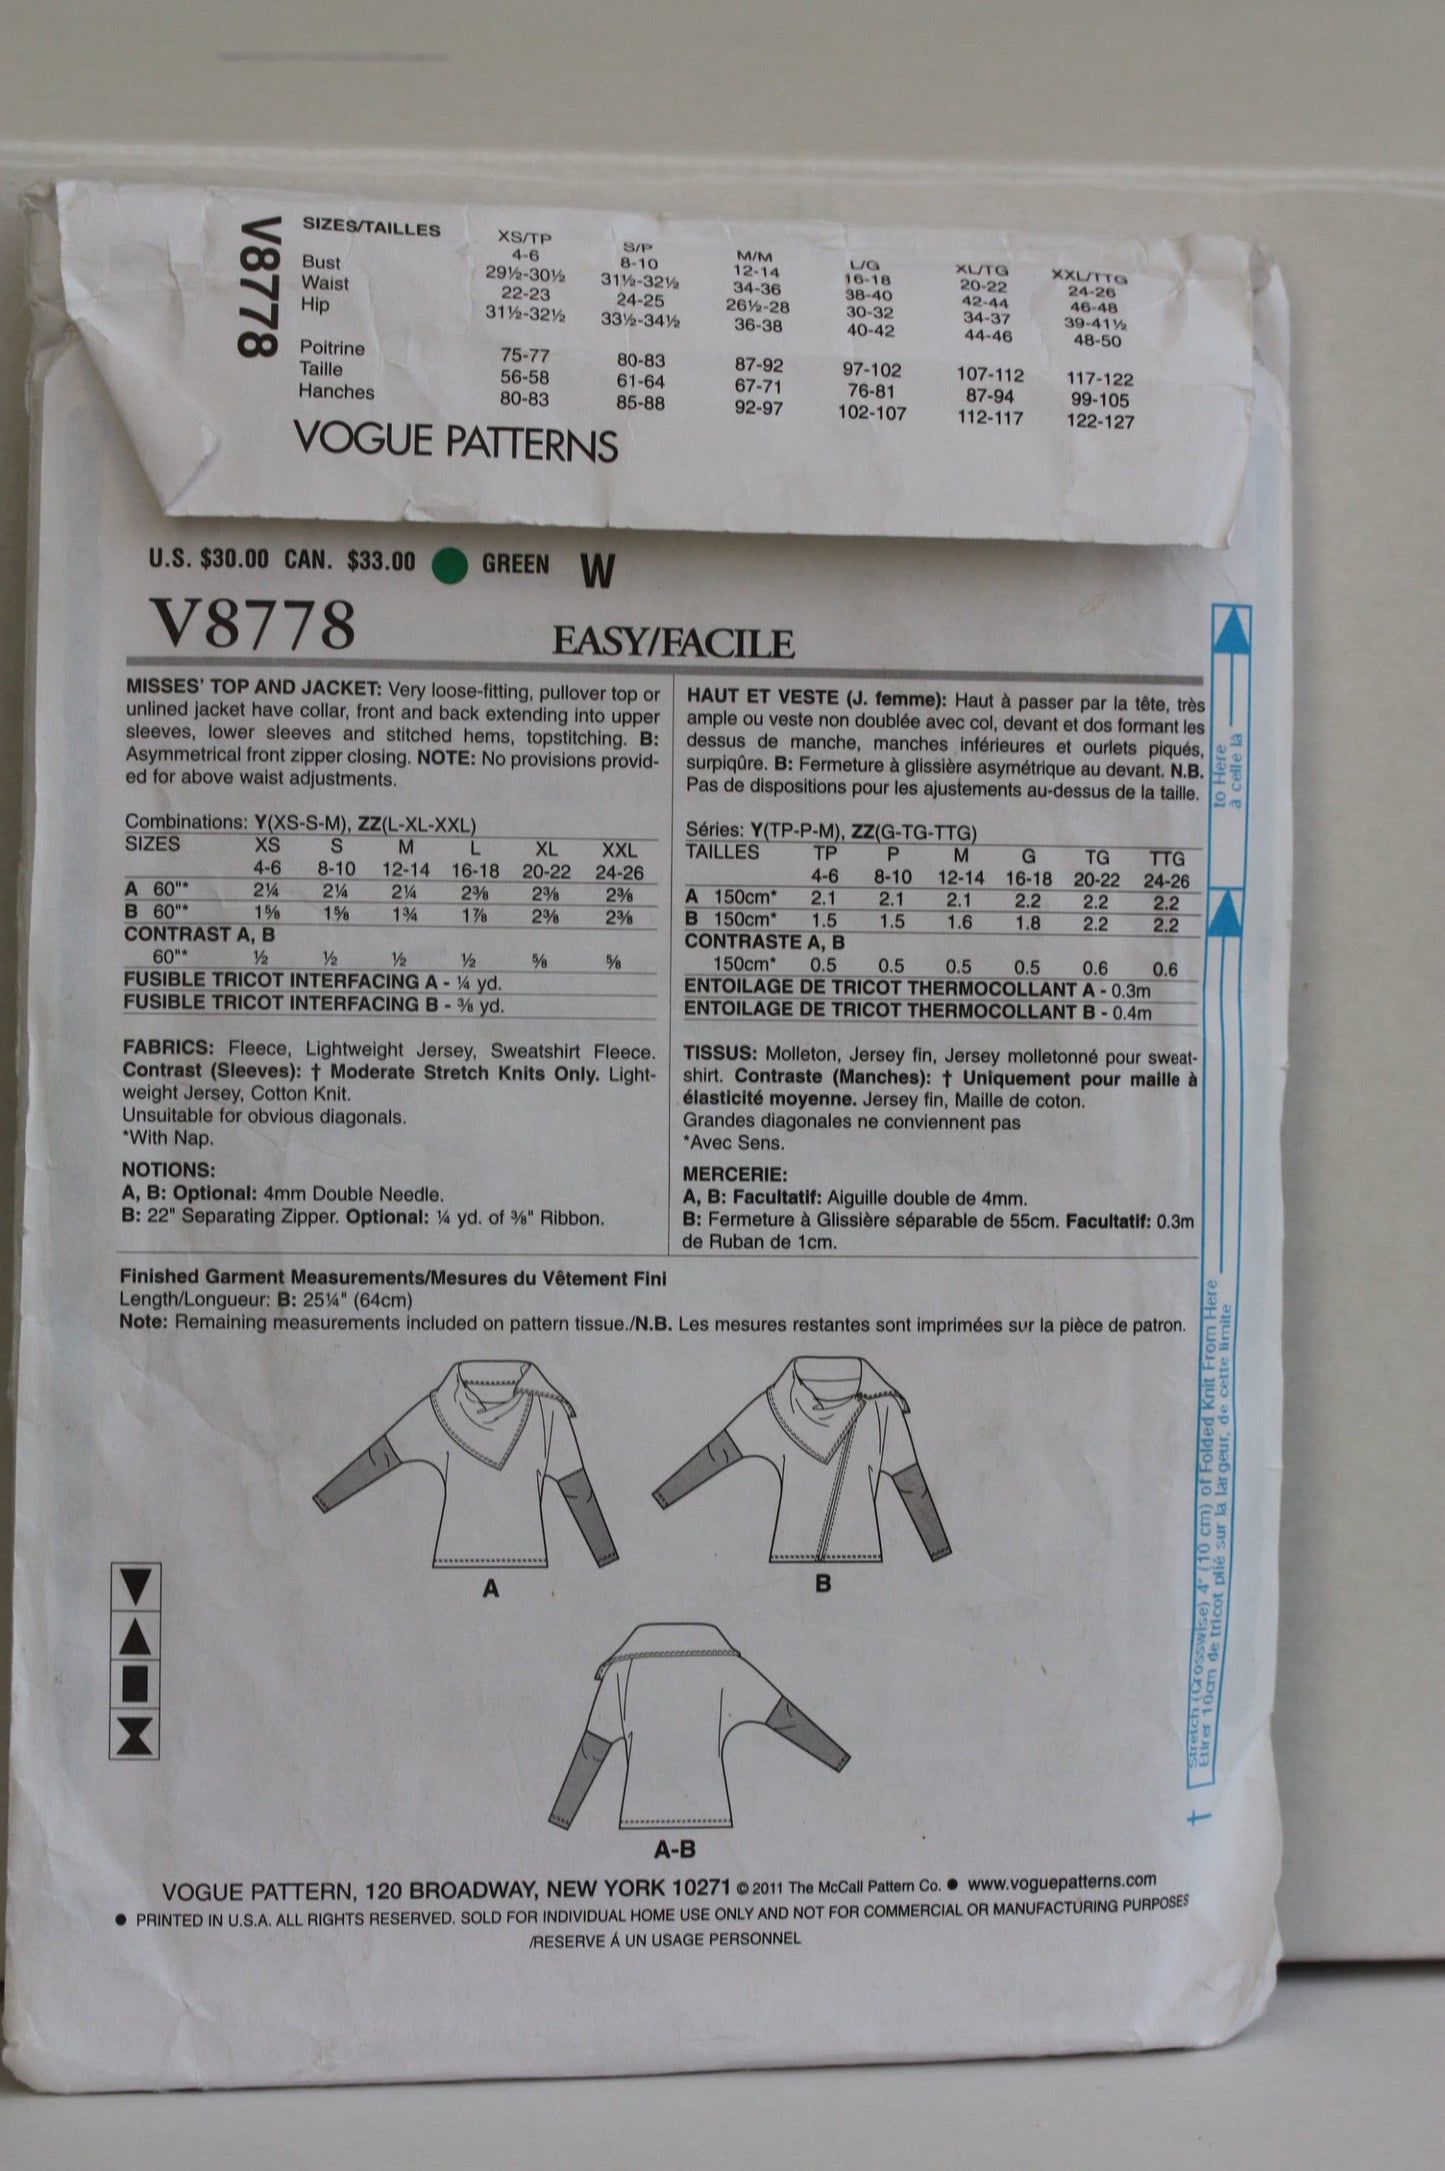 V8778
SIZES/TAILLES XS/TP S/P M/M L/G XL/TG XXL/TTG
4-6 8-10 12-14 16-18 20-22 24-26
Bust 29½-30½ 31½-32½ 34-36 38-40 42-44 46-48
Waist 22-23 24-25 26½-28 30-32 34-37 39-41½
Hip 31½-32½ 33½-34½ 36-38 40-42 44-46 48-50
Poitrine 75-77 80-83 87-92 97-102 107-112 117-122
Taille 56-58 61-64 67-71 76-81 87-94 99-105
Hanches 80-83 85-88 92-97 102-107 112-117 122-127
VOGUE PATTERNS
U.S. $30.00 CAN. $33.00 GREEN W
V8778 EASY/FACILE
MISSES' TOP AND JACKET: Very loose-fitting, pullover top or
unlined jacket have collar, front and back extending into upper
sleeves, lower sleeves and stitched hems, topstitching. B:
Asymmetrical front zipper closing. NOTE: No provisions provid-
ed for above waist adjustments.
Combinations: Y(XS-S-M), ZZ(L-XL-XXL)
SIZES XS S M L XL XXL
4-6 8-10 12-14 16-18 20-22 24-26
A 60"* 2¼ 2¼ 2¼ 2⅜ 2⅜ 2⅜
B 60"* 1⅝ 1⅝ 1¾ 1⅞ 2⅜ 2⅜
CONTRAST A, B
60"* ½ ½ ½ ½ ⅝ ⅝
FUSIBLE TRICOT INTERFACING A - ¼ yd.
FUSIBLE TRICOT INTERFACING B - ⅜ yd.
FABRICS: Fleece, Lightweight Jersey, Sweatshirt Fleece.
Contrast (Sleeves): † Moderate Stretch Knits Only. Light-
weight Jersey, Cotton Knit.
Unsuitable for obvious diagonals.
*With Nap.
NOTIONS:
A, B: Optional: 4mm Double Needle.
B: 22" Separating Zipper. Optional: ¼ yd. of ⅜" Ribbon.
HAUT ET VESTE (J. femme): Haut à passer par la tête, très
ample ou veste non doublée avec col, devant et dos formant les
dessus de manche, manches inférieures et ourlets piqués,
surpiqûre. B: Fermeture à glissière asymétrique au devant. N.B.
Pas de dispositions pour les ajustements au-dessus de la taille.
Séries: Y(TP-P-M), ZZ(G-TG-TTG)
TAILLES TP P M G TG TTG
4-6 8-10 12-14 16-18 20-22 24-26
A 150cm* 2.1 2.1 2.1 2.2 2.2 2.2
B 150cm* 1.5 1.5 1.6 1.8 2.2 2.2
CONTRASTE A, B
150cm* 0.5 0.5 0.5 0.5 0.6 0.6
ENTOILAGE DE TRICOT THERMOCOLLANT A - 0.3m
ENTOILAGE DE TRICOT THERMOCOLLANT B - 0.4m
TISSUS: Molleton, Jersey fin, Jersey molletonné pour sweat-
shirt. Contraste (Manches): † Uniquement pour maille à
élasticité moyenne. Jersey fin, Maille de coton.
Grandes diagonales ne conviennent pas
*Avec Sens.
MERCERIE:
A, B: Facultatif: Aiguille double de 4mm.
B: Fermeture à Glissière séparable de 55cm. Facultatif: 0.3m
de Ruban de 1cm.
Finished Garment Measurements/Mesures du Vêtement Fini
Length/Longueur: B: 25¼" (64cm)
Note: Remaining measurements included on pattern tissue./N.B. Les mesures restantes sont imprimées sur la pièce de patron.
A
B
A-B
† Stretch (Crosswise) 4" (10 cm) of Folded Knit From Here to Here
Etirer 10cm de tricot plié sur la largeur, de cette limite à celle là
VOGUE PATTERN, 120 BROADWAY, NEW YORK 10271 © 2011 The McCall Pattern Co. ● www.voguepatterns.com
● PRINTED IN U.S.A. ALL RIGHTS RESERVED. SOLD FOR INDIVIDUAL HOME USE ONLY AND NOT FOR COMMERCIAL OR MANUFACTURING PURPOSES
/RESERVE Á UN USAGE PERSONNEL